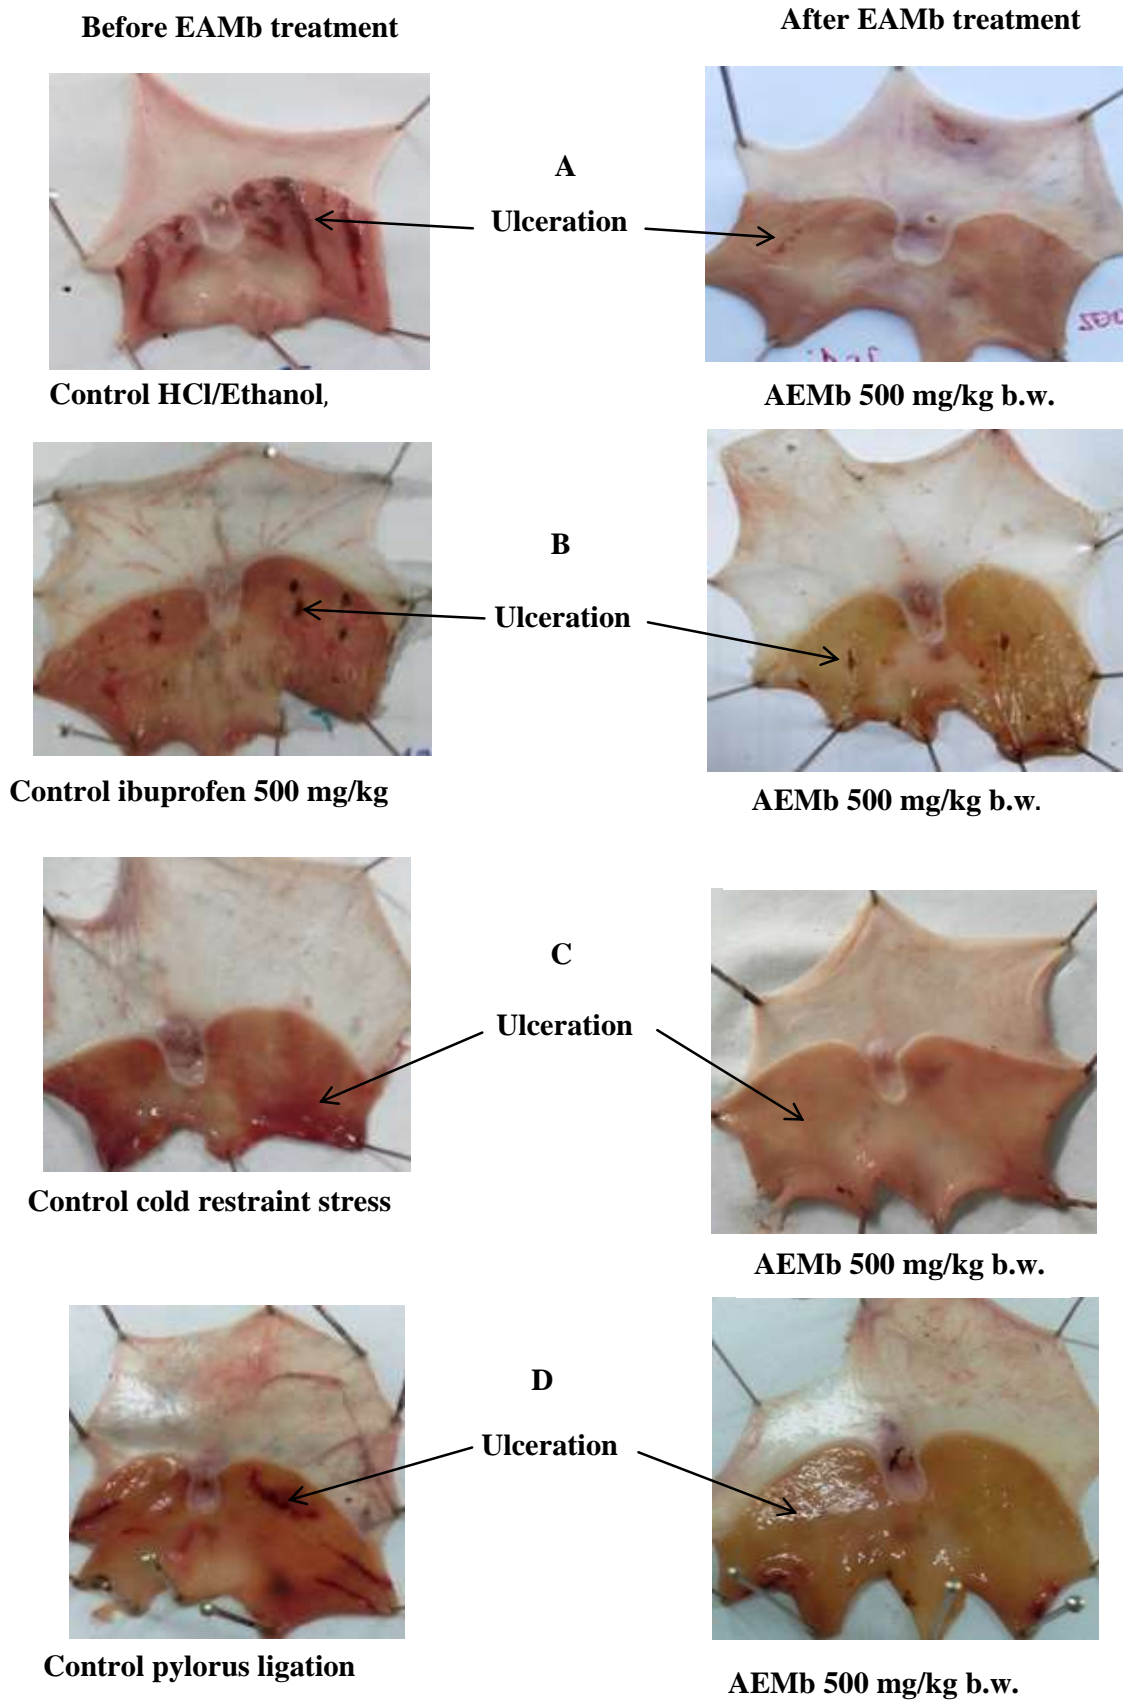 Before EAMb treatment
After EAMb treatment
A
Ulceration
Control HCl/Ethanol,
AEMb 500 mg/kg b.w.
B
Ulceration
Control ibuprofen 500 mg/kg
AEMb 500 mg/kg b.w.
C
Ulceration
Control cold restraint stress
AEMb 500 mg/kg b.w.
D
Ulceration
Control pylorus ligation
AEMb 500 mg/kg b.w.